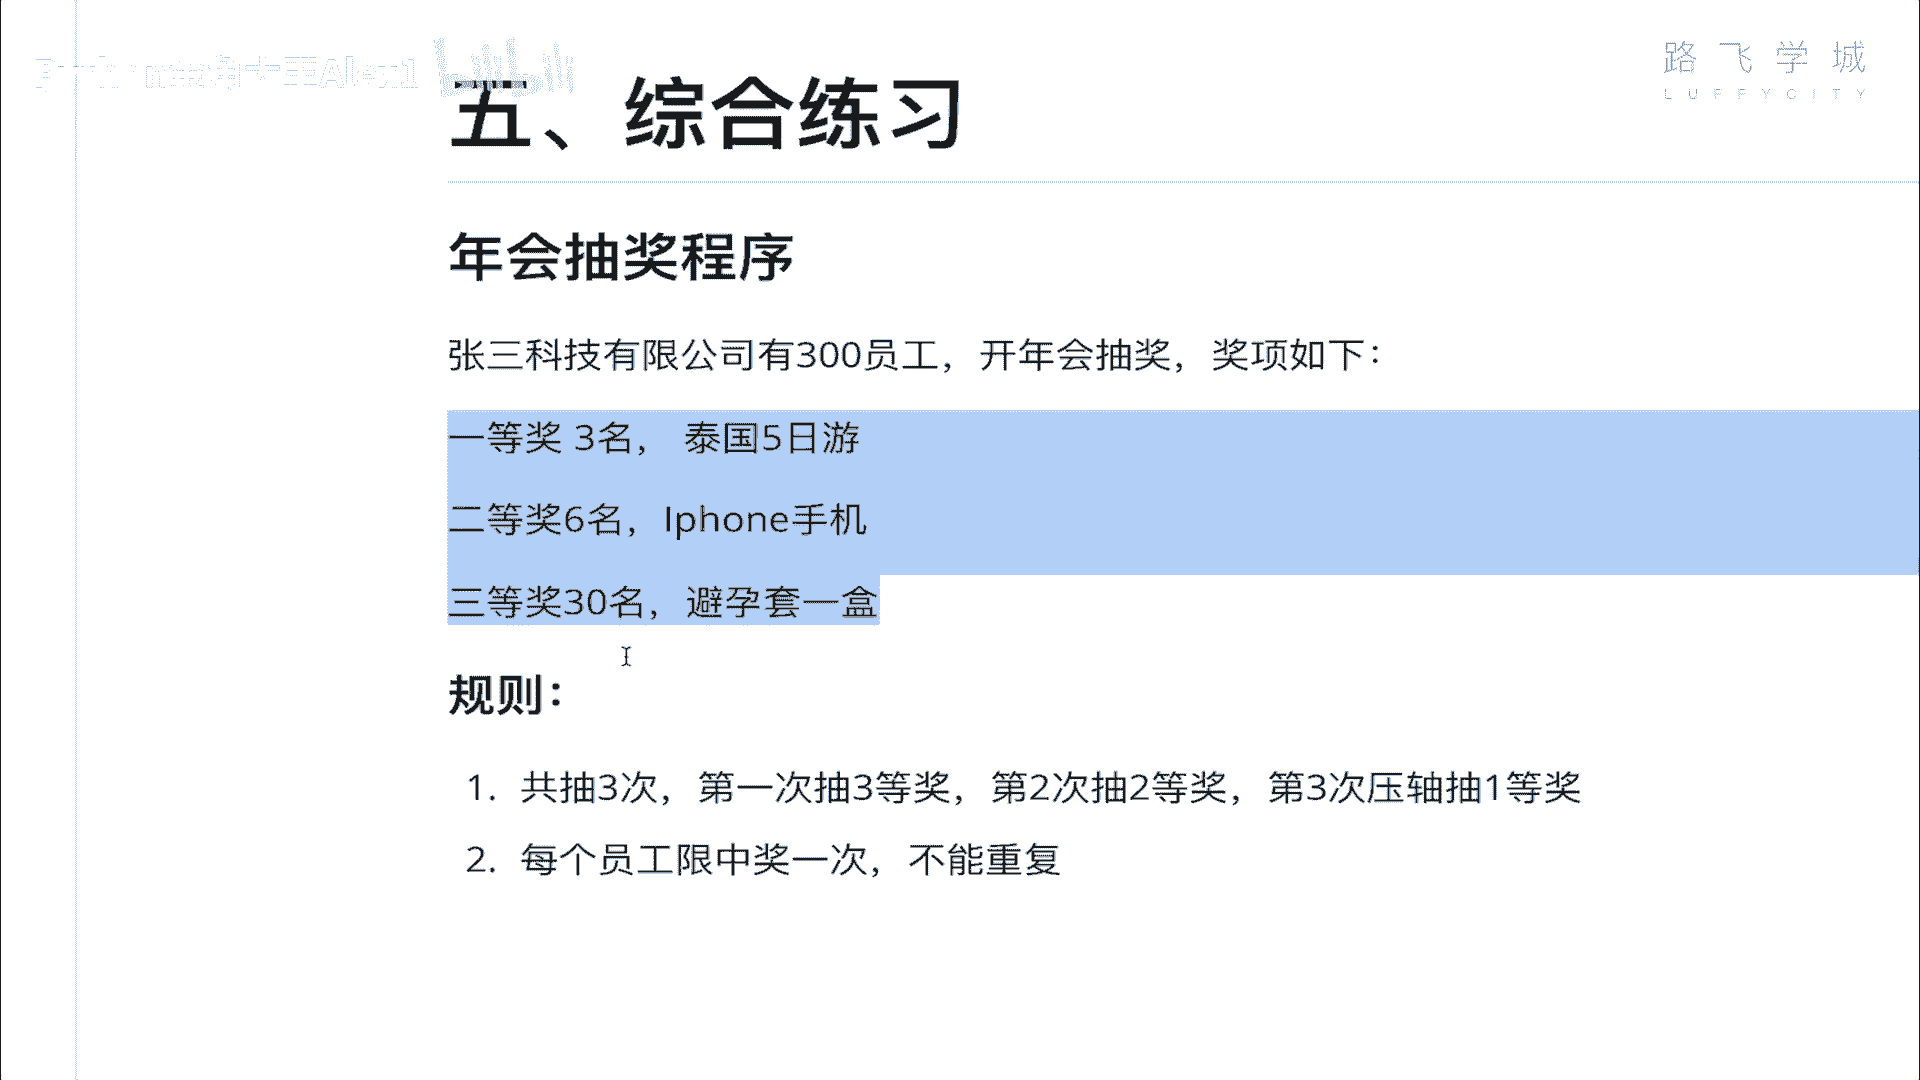 路飞学城
LUFFYCITY
五、综合练习
年会抽奖程序
张三科技有限公司有300员工，开年会抽奖，奖项如下：
一等奖 3名， 泰国5日游
二等奖6名，Iphone手机
三等奖30名，避孕套一盒
规则：
1. 共抽3次，第一次抽3等奖，第2次抽2等奖，第3次压轴抽1等奖
2. 每个员工限中奖一次，不能重复